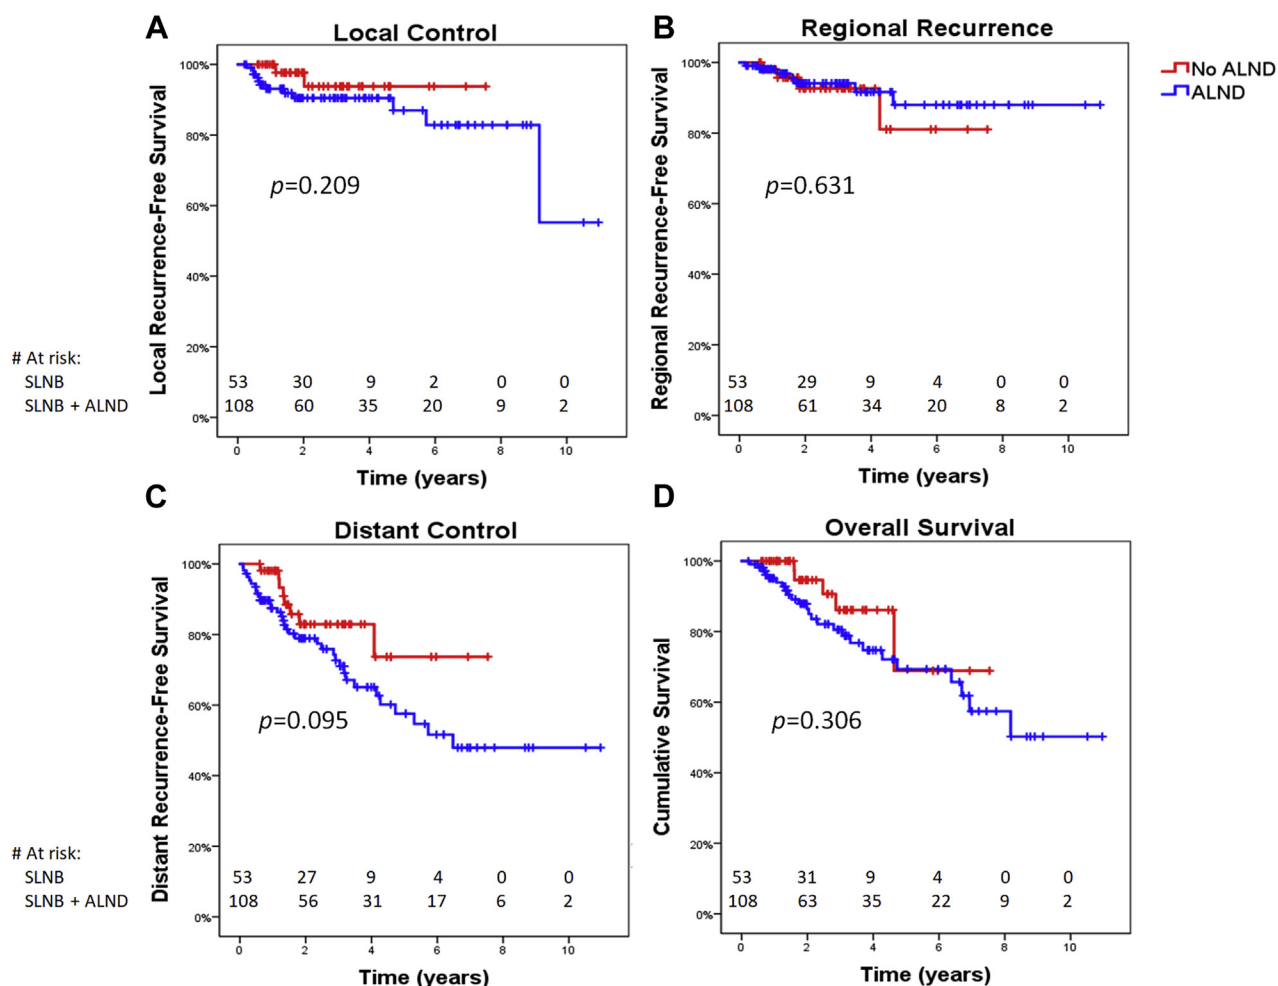 A
Local Control
Local Recurrence-Free Survival
100%
80%
60%
40%
20%
0%
p=0.209
# At risk:
SLNB
53 30 9 2 0 0
SLNB + ALND
108 60 35 20 9 2
0 2 4 6 8 10
Time (years)
B
Regional Recurrence
Regional Recurrence-Free Survival
100%
80%
60%
40%
20%
0%
p=0.631
53 29 9 4 0 0
108 61 34 20 8 2
0 2 4 6 8 10
Time (years)
No ALND
ALND
C
Distant Control
Distant Recurrence-Free Survival
100%
80%
60%
40%
20%
0%
p=0.095
# At risk:
SLNB
53 27 9 4 0 0
SLNB + ALND
108 56 31 17 6 2
0 2 4 6 8 10
Time (years)
D
Overall Survival
Cumulative Survival
100%
80%
60%
40%
20%
0%
p=0.306
53 31 9 4 0 0
108 63 35 22 9 2
0 2 4 6 8 10
Time (years)